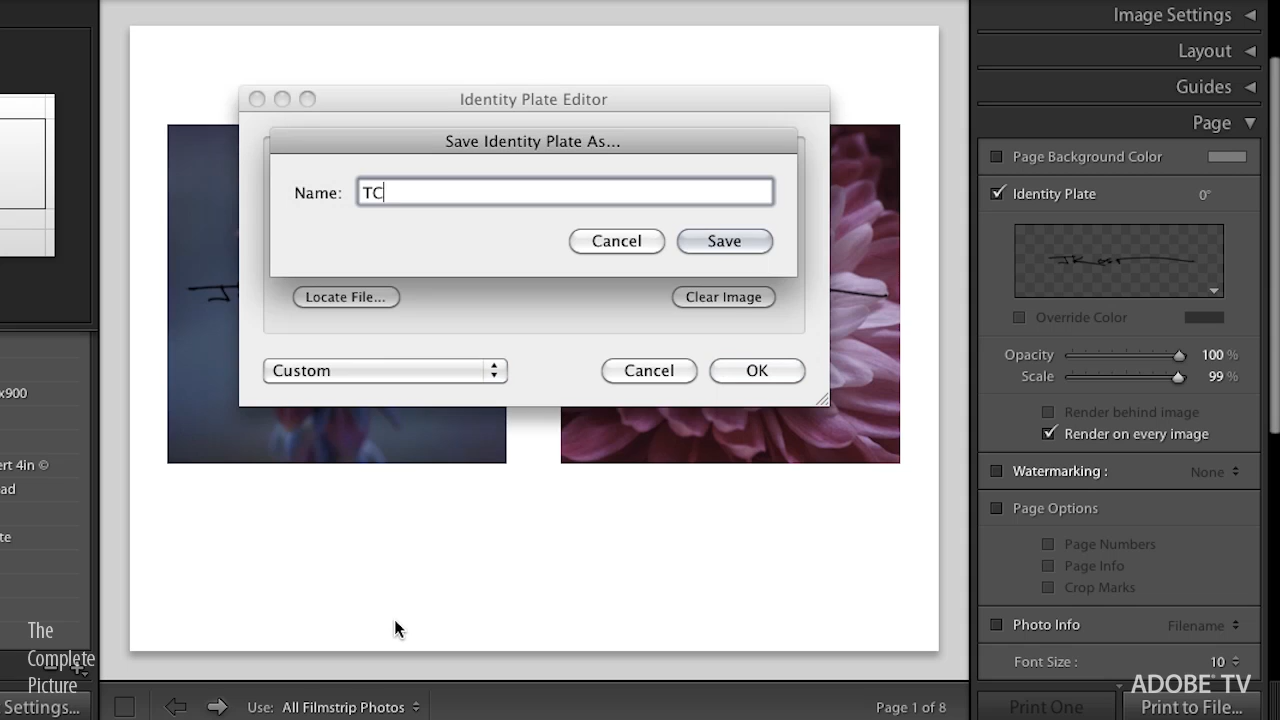 Image Settings
Layout
Guides
Page
Page Background Color
Identity Plate 0°
Override Color
Opacity 100 %
Scale 99 %
Render behind image
Render on every image
Watermarking : None
Page Options
Page Numbers
Page Info
Crop Marks
Photo Info Filename
Font Size : 10
Print One Print to File...
Identity Plate Editor
Save Identity Plate As...
Name: TC
Cancel Save
Locate File... Clear Image
Custom Cancel OK
x900
ert 4in ©
ad
te
Settings...
Use: All Filmstrip Photos
Page 1 of 8
The
Complete
Picture
ADOBE® TV